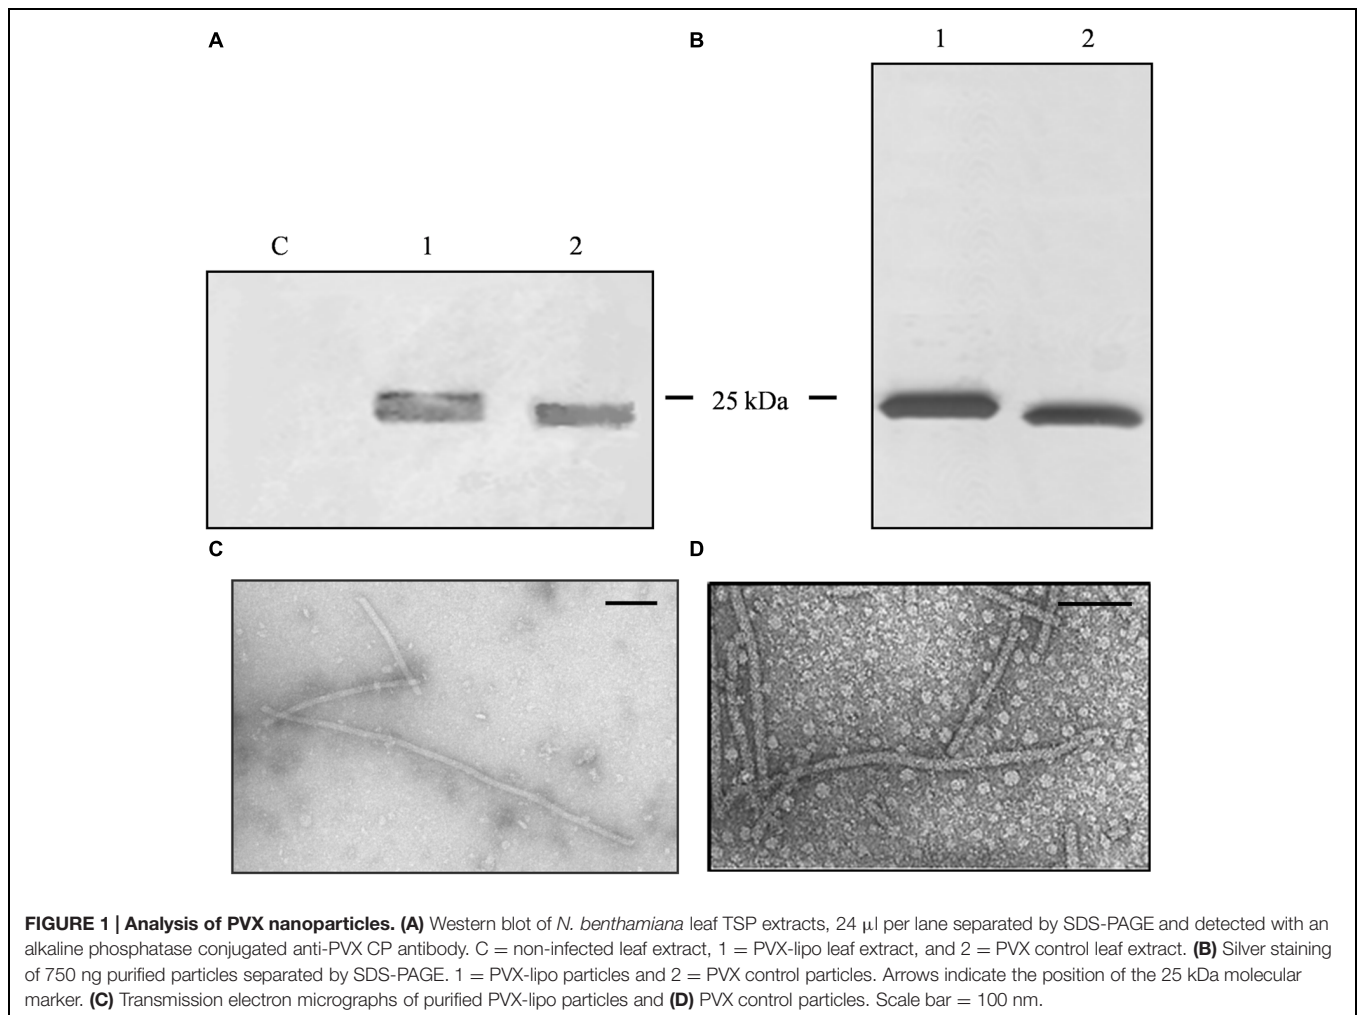 A
B
1 2
C 1 2
25 kDa
C
D
FIGURE 1 | Analysis of PVX nanoparticles. (A) Western blot of N. benthamiana leaf TSP extracts, 24 μl per lane separated by SDS-PAGE and detected with an
alkaline phosphatase conjugated anti-PVX CP antibody. C = non-infected leaf extract, 1 = PVX-lipo leaf extract, and 2 = PVX control leaf extract. (B) Silver staining
of 750 ng purified particles separated by SDS-PAGE. 1 = PVX-lipo particles and 2 = PVX control particles. Arrows indicate the position of the 25 kDa molecular
marker. (C) Transmission electron micrographs of purified PVX-lipo particles and (D) PVX control particles. Scale bar = 100 nm.